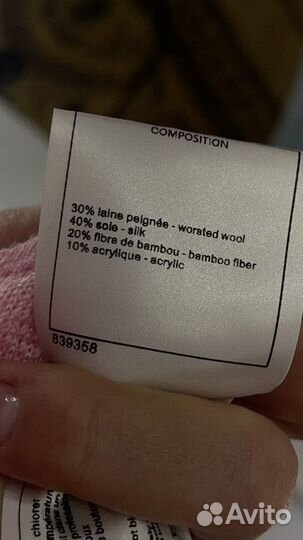 COMPOSITION
30% laine peignée - worsted wool
40% soie - silk
20% fibre de bambou - bamboo fiber
10% acrylique - acrylic
839358
chlorer
Avito